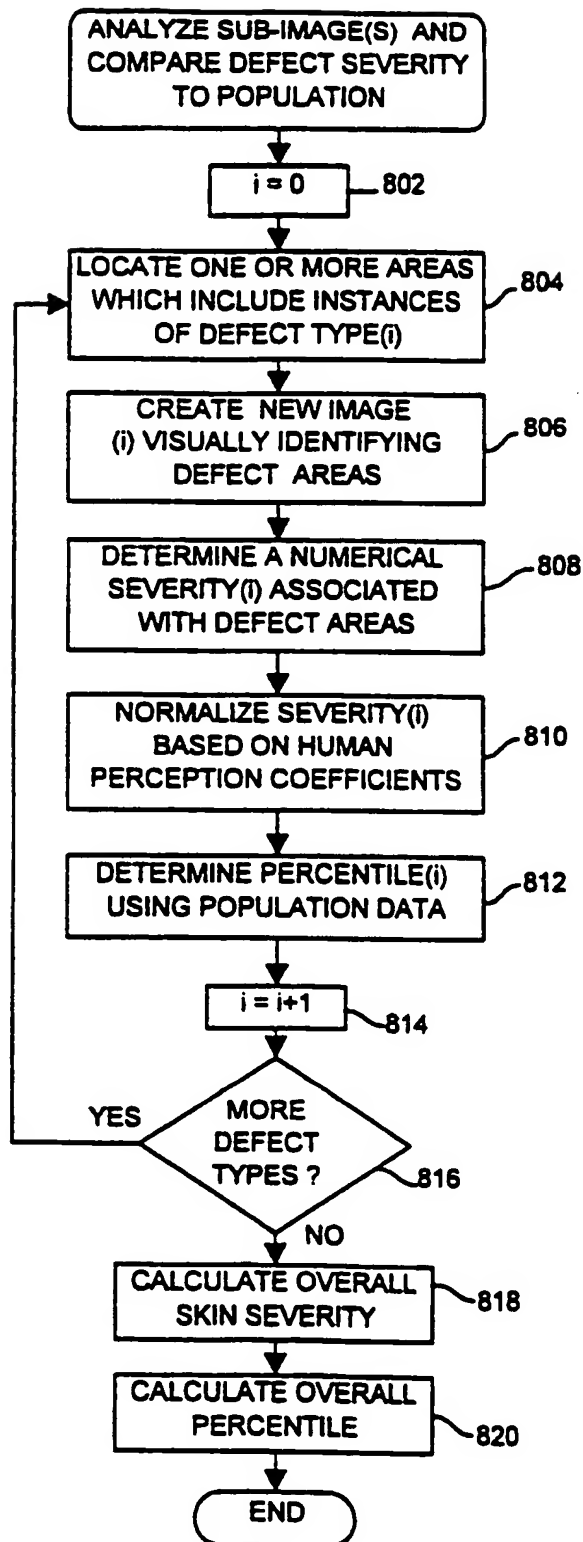 ANALYZE SUB-IMAGE(S) AND
COMPARE DEFECT SEVERITY
TO POPULATION
i = 0
802
LOCATE ONE OR MORE AREAS
WHICH INCLUDE INSTANCES
OF DEFECT TYPE(i)
804
CREATE NEW IMAGE
(i) VISUALLY IDENTIFYING
DEFECT AREAS
806
DETERMINE A NUMERICAL
SEVERITY(i) ASSOCIATED
WITH DEFECT AREAS
808
NORMALIZE SEVERITY(i)
BASED ON HUMAN
PERCEPTION COEFFICIENTS
810
DETERMINE PERCENTILE(i)
USING POPULATION DATA
812
i = i+1
814
YES
MORE
DEFECT
TYPES ?
816
NO
CALCULATE OVERALL
SKIN SEVERITY
818
CALCULATE OVERALL
PERCENTILE
820
END